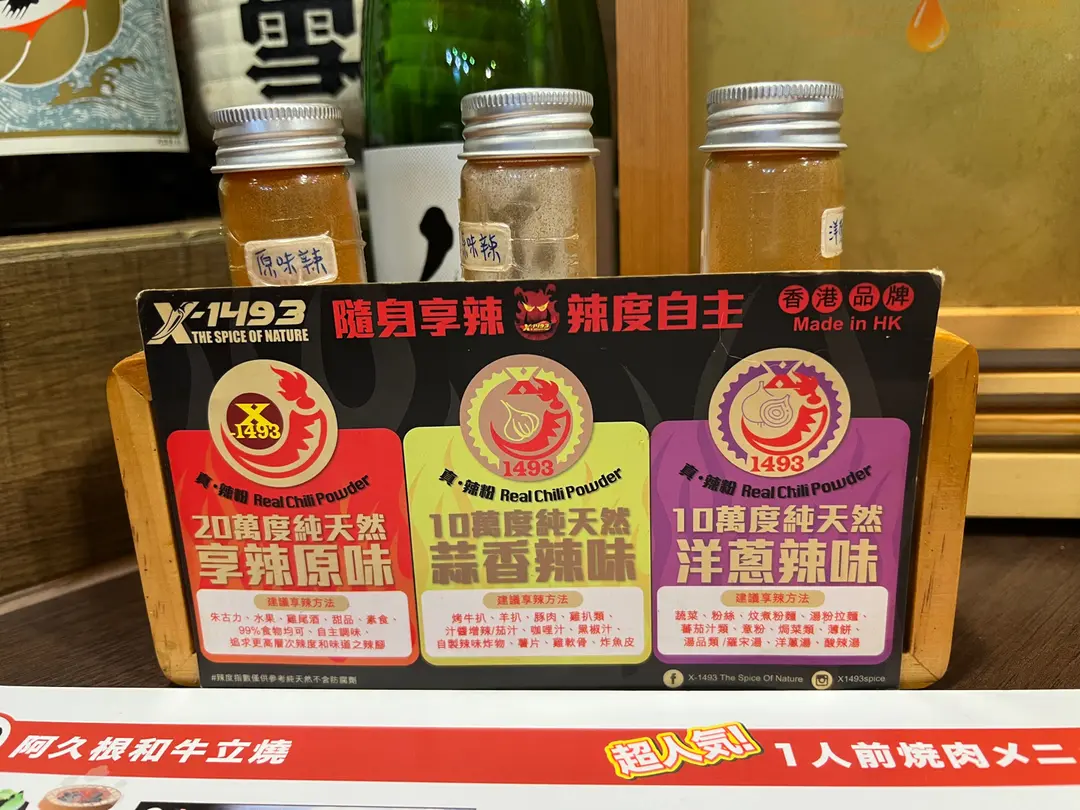 雪
原味辣
味辣
洋
X-1493
THE SPICE OF NATURE
隨身享辣
X-1493
辣度自主
香港品牌
Made in HK
X
-1493
真・辣粉 Real Chili Powder
20萬度純天然
享辣原味
建議享辣方法
朱古力、水果、雞尾酒、甜品、素食、
99%食物均可、自主調味、
追求更高層次辣度和味道之辣腳
1493
真・辣粉 Real Chili Powder
10萬度純天然
蒜香辣味
建議享辣方法
烤牛扒、羊扒、豚肉、雞扒類、
汁醬增辣/茄汁、咖喱汁、黑椒汁、
自製辣味炸物、薯片、雞軟骨、炸魚皮
1493
真・辣粉 Real Chili Powder
10萬度純天然
洋蔥辣味
建議享辣方法
蔬菜、粉絲、炆煮粉麵、湯粉拉麵、
蕃茄汁類、薏粉、焗菜類、薄餅、
湯品類/羅宋湯、洋蔥湯、酸辣湯
#辣度指數僅供參考純天然不含防腐劑
X-1493 The Spice Of Nature
X1493spice
阿久根和牛立燒
超人気!
1人前焼肉メニ